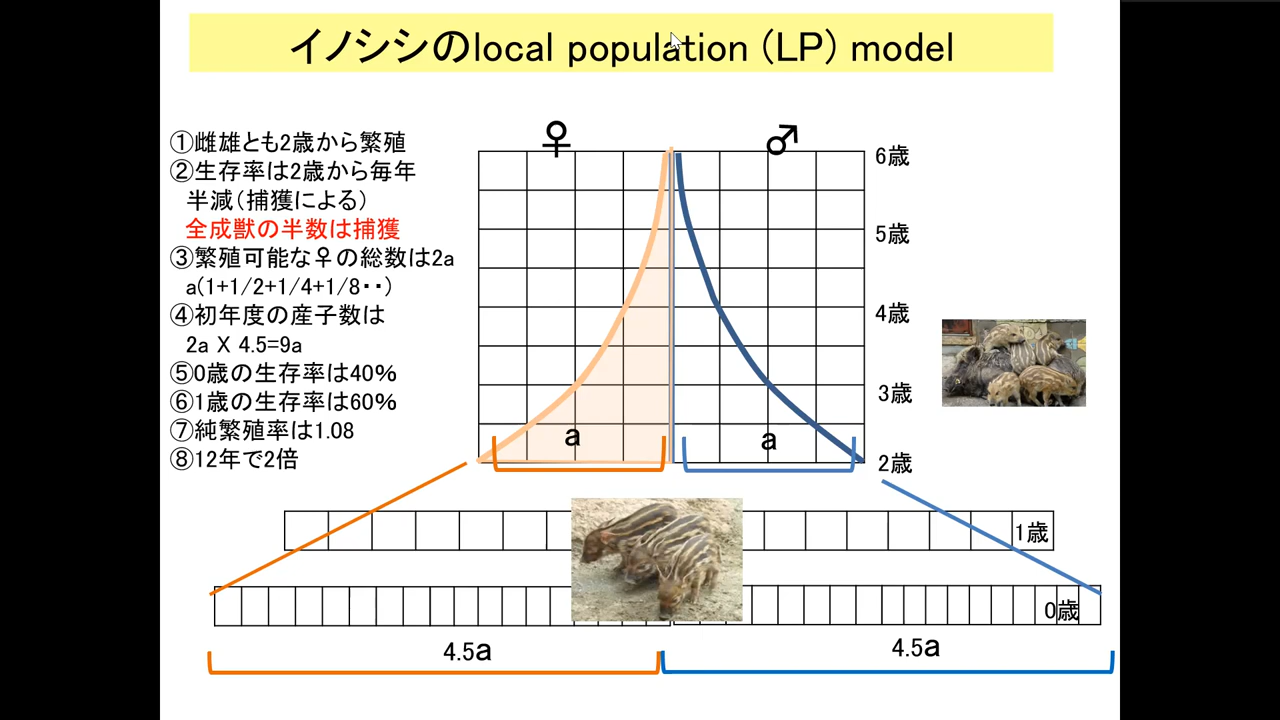 イノシシのlocal population (LP) model
①雌雄とも2歳から繁殖
②生存率は2歳から毎年
半減(捕獲による)
全成獣の半数は捕獲
③繁殖可能な♀の総数は2a
a(1+1/2+1/4+1/8・・)
④初年度の産子数は
2a X 4.5=9a
⑤0歳の生存率は40%
⑥1歳の生存率は60%
⑦純繁殖率は1.08
⑧12年で2倍
♀
♂
6歳
5歳
4歳
3歳
2歳
a
a
1歳
0歳
4.5a
4.5a